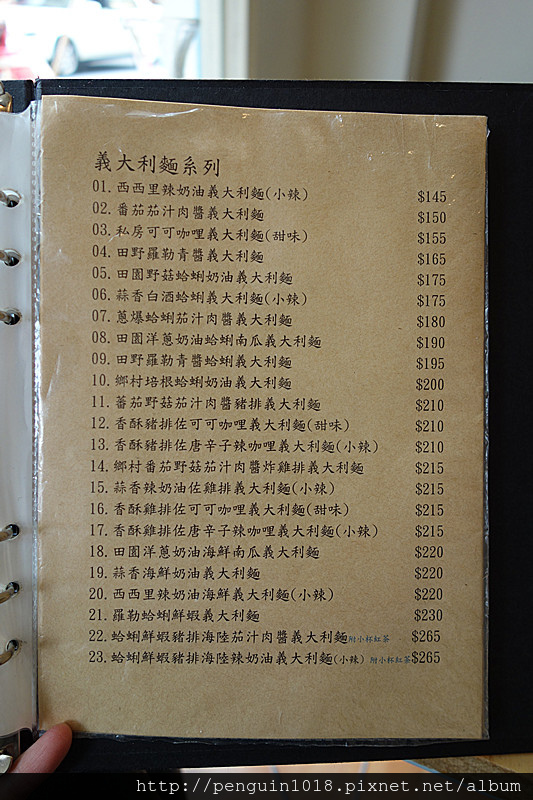 義大利麵系列
01. 西西里辣奶油義大利麵(小辣) $145
02. 番茄茄汁肉醬義大利麵 $150
03. 私房可可咖哩義大利麵(甜味) $155
04. 田野羅勒青醬義大利麵 $165
05. 田園野菇蛤蜊奶油義大利麵 $175
06. 蒜香白酒蛤蜊義大利麵(小辣) $175
07. 蔥爆蛤蜊茄汁肉醬義大利麵 $180
08. 田園洋蔥奶油蛤蜊南瓜義大利麵 $190
09. 田野羅勒青醬蛤蜊義大利麵 $195
10. 鄉村培根蛤蜊奶油義大利麵 $200
11. 蕃茄野菇茄汁肉醬豬排義大利麵 $210
12. 香酥豬排佐可可咖哩義大利麵(甜味) $210
13. 香酥豬排佐唐辛子辣咖哩義大利麵(小辣) $210
14. 鄉村番茄野菇茄汁肉醬炸雞排義大利麵 $215
15. 蒜香辣奶油佐雞排義大利麵(小辣) $215
16. 香酥雞排佐可可咖哩義大利麵(甜味) $215
17. 香酥雞排佐唐辛子辣咖哩義大利麵(小辣) $215
18. 田園洋蔥奶油海鮮南瓜義大利麵 $220
19. 蒜香海鮮奶油義大利麵 $220
20. 西西里辣奶油海鮮義大利麵(小辣) $220
21. 羅勒蛤蜊鮮蝦義大利麵 $230
22. 蛤蜊鮮蝦豬排海陸茄汁肉醬義大利麵附小杯紅茶 $265
23. 蛤蜊鮮蝦豬排海陸辣奶油義大利麵(小辣) 附小杯紅茶$265
http://penguin1018.pixnet.net/album